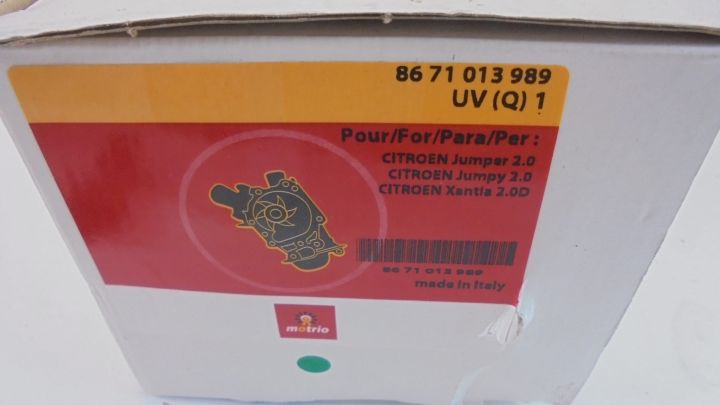 86 71 013 989
UV (Q) 1
Pour/For/Para/Per :
CITROEN Jumper 2.0
CITROEN Jumpy 2.0
CITROEN Xantia 2.0D
86 71 013 989
made in Italy
motrio